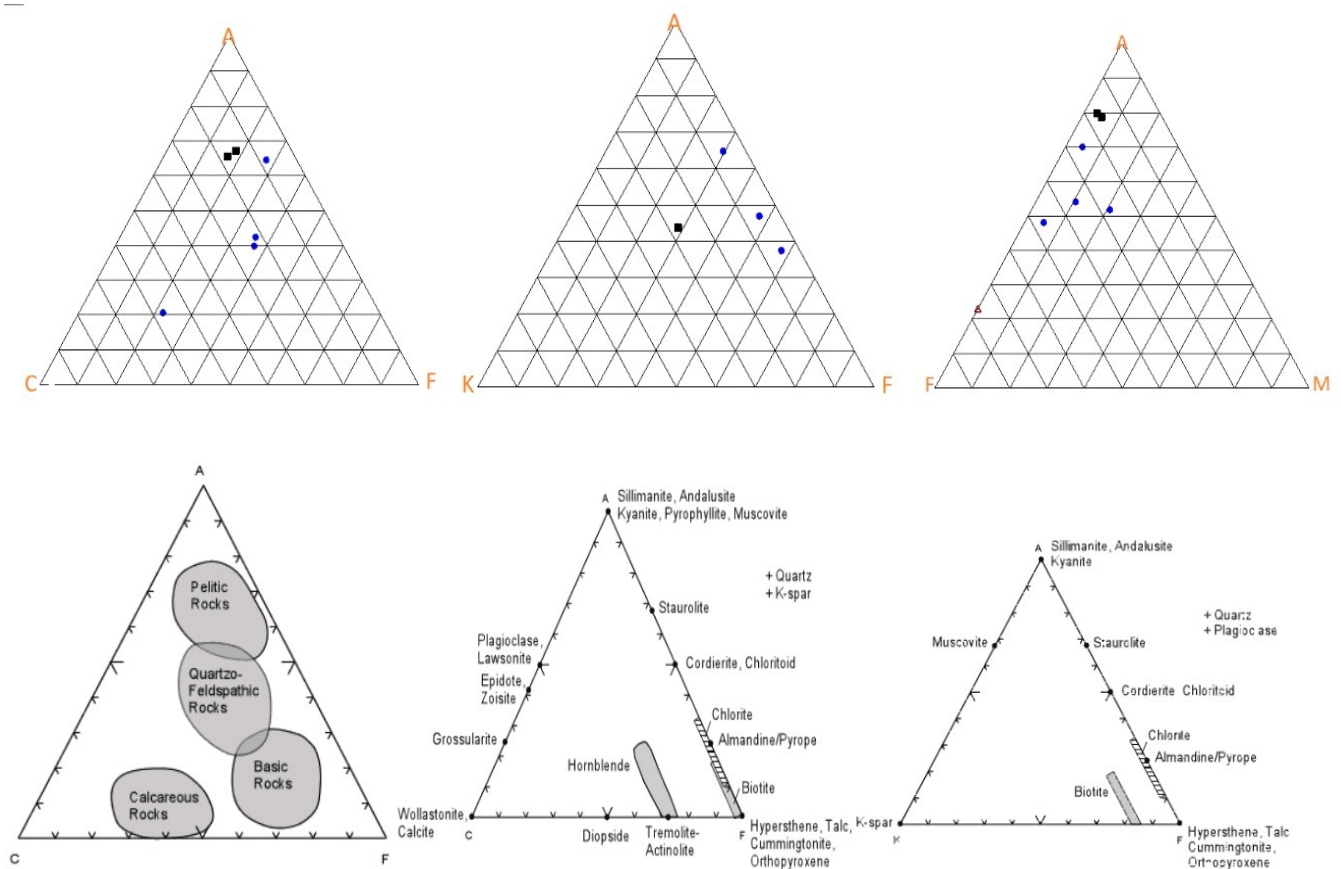 A
A
A
C
F
K
F
F
M
A
Pelitic
Rocks
Quartzo-
Feldspathic
Rocks
Basic
Rocks
Calcareous
Rocks
C
F
A
Sillimanite, Andalusite
Kyanite, Pyrophyllite, Muscovite
+ Quartz
+ K-spar
Staurolite
Plagioclase,
Lawsonite
Cordierite, Chloritoid
Epidote,
Zoisite
Chlorite
Grossularite
Almandine/Pyrope
Hornblende
Biotite
Wollastonite,
Calcite
C
Diopside
Tremolite-
Actinolite
F
Hypersthene, Talc,
Cummingtonite,
Orthopyroxene
A
Sillimanite, Andalusite
Kyanite
+ Quartz
+ Plagioclase
Muscovite
Staurolite
Cordierite Chloritoid
Chlorite
Almandine/Pyrope
Biotite
K-spar
K
F
Hypersthene, Talc
Cummingtonite,
Orthopyroxene